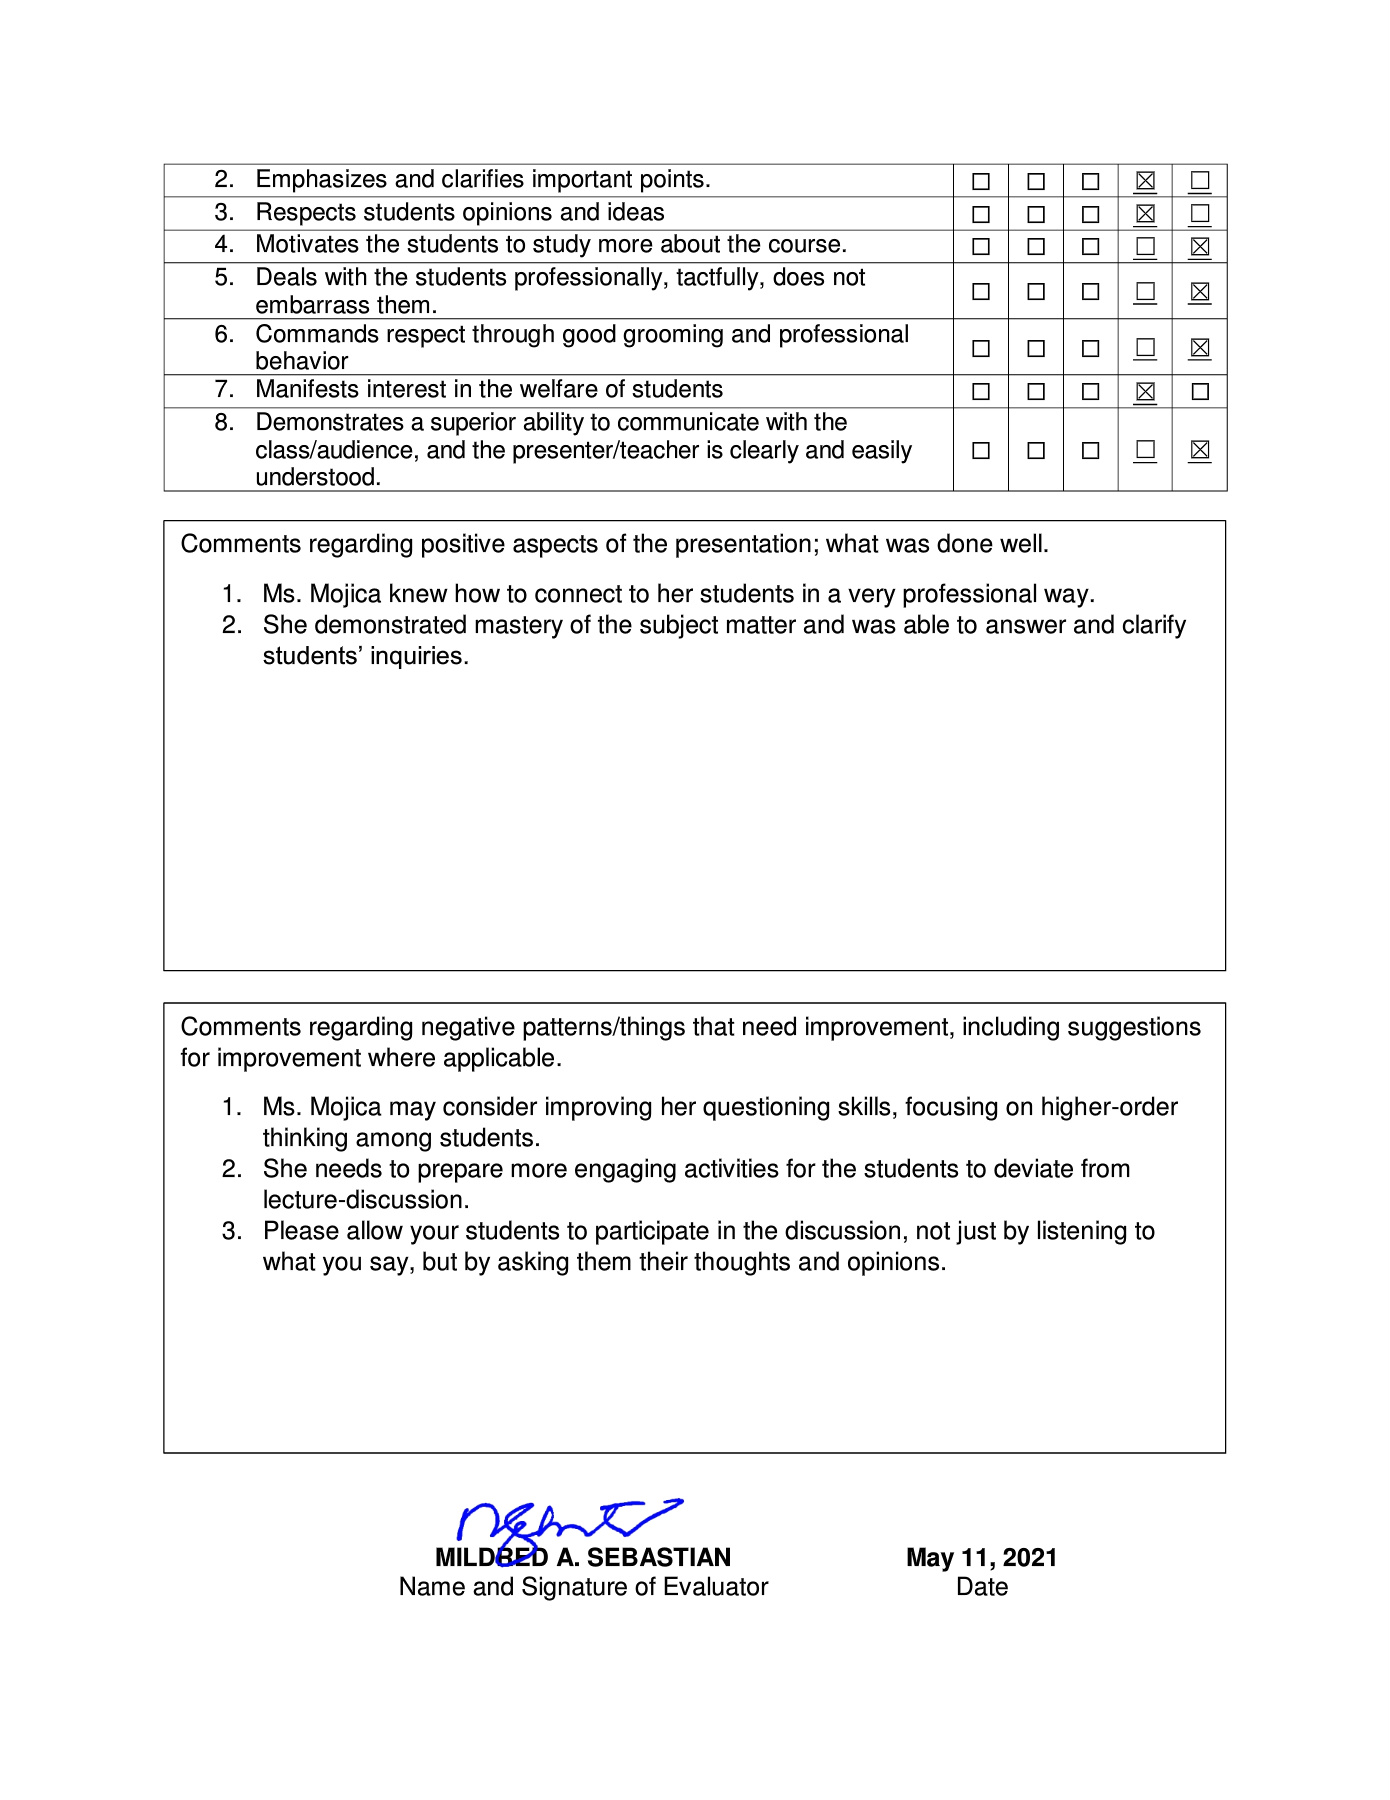 2. Emphasizes and clarifies important points. ☐ ☐ ☐ ☒ ☐
3. Respects students opinions and ideas ☐ ☐ ☐ ☒ ☐
4. Motivates the students to study more about the course. ☐ ☐ ☐ ☐ ☒
5. Deals with the students professionally, tactfully, does not
embarrass them. ☐ ☐ ☐ ☐ ☒
6. Commands respect through good grooming and professional
behavior ☐ ☐ ☐ ☐ ☒
7. Manifests interest in the welfare of students ☐ ☐ ☐ ☒ ☐
8. Demonstrates a superior ability to communicate with the
class/audience, and the presenter/teacher is clearly and easily ☐ ☐ ☐ ☐ ☒
understood.
Comments regarding positive aspects of the presentation; what was done well.
1. Ms. Mojica knew how to connect to her students in a very professional way.
2. She demonstrated mastery of the subject matter and was able to answer and clarify
students’ inquiries.
Comments regarding negative patterns/things that need improvement, including suggestions
for improvement where applicable.
1. Ms. Mojica may consider improving her questioning skills, focusing on higher-order
thinking among students.
2. She needs to prepare more engaging activities for the students to deviate from
lecture-discussion.
3. Please allow your students to participate in the discussion, not just by listening to
what you say, but by asking them their thoughts and opinions.
MILDRED A. SEBASTIAN May 11, 2021
Name and Signature of Evaluator Date